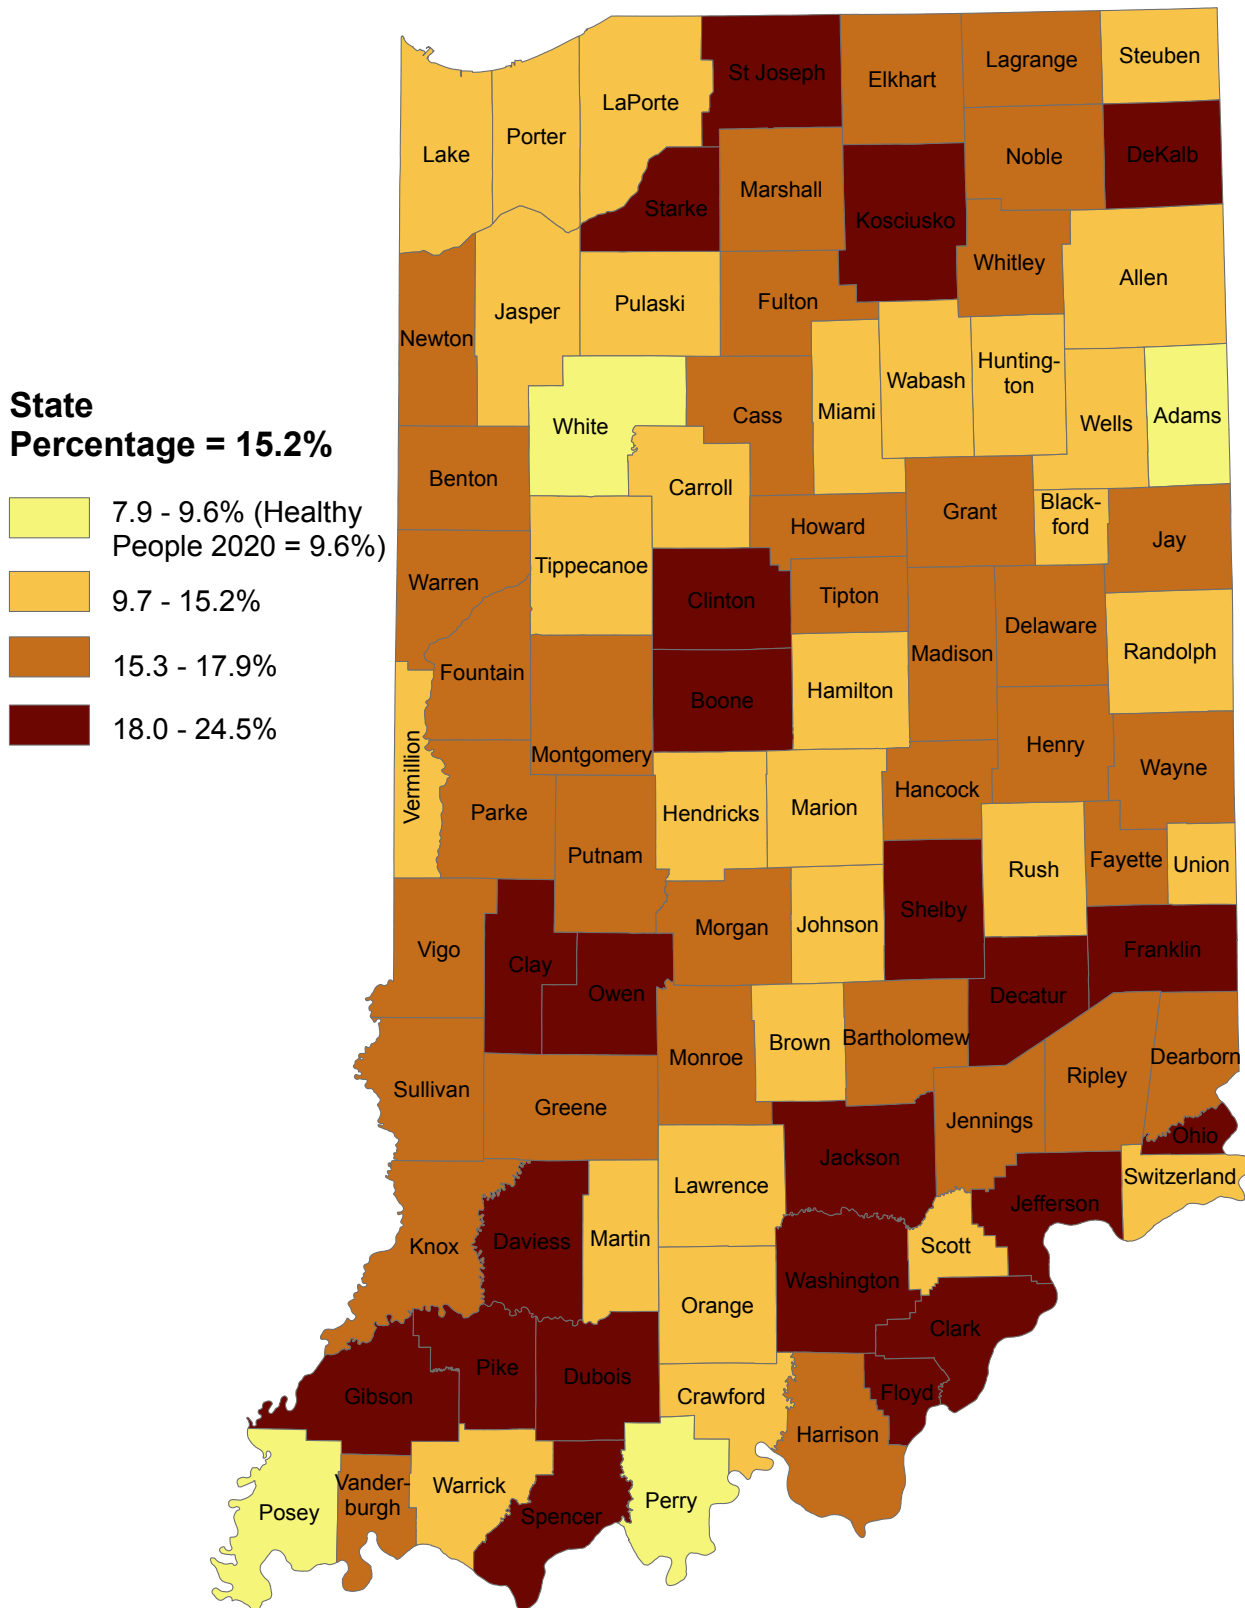 Steuben
Lagrange
St Joseph
Elkhart
LaPorte
Porter
Lake
DeKalb
Noble
Marshall
Starke
Kosciusko
Whitley
Allen
Fulton
Pulaski
Jasper
Newton
Hunting-
ton
Wabash
Miami
Cass
White
Adams
Wells
State
Percentage = 15.2%
7.9 - 9.6% (Healthy
People 2020 = 9.6%)
9.7 - 15.2%
15.3 - 17.9%
18.0 - 24.5%
Benton
Carroll
Howard
Grant
Black-
ford
Jay
Tippecanoe
Warren
Clinton
Tipton
Delaware
Madison
Randolph
Fountain
Boone
Hamilton
Montgomery
Henry
Wayne
Vermillion
Hancock
Parke
Hendricks
Marion
Putnam
Rush
Fayette
Union
Shelby
Johnson
Morgan
Vigo
Clay
Owen
Franklin
Decatur
Brown
Bartholomew
Monroe
Dearborn
Ripley
Sullivan
Greene
Jennings
Ohio
Jackson
Switzerland
Lawrence
Jefferson
Knox
Daviess
Martin
Scott
Washington
Orange
Clark
Pike
Dubois
Gibson
Crawford
Floyd
Harrison
Vander-
burgh
Warrick
Perry
Posey
Spencer